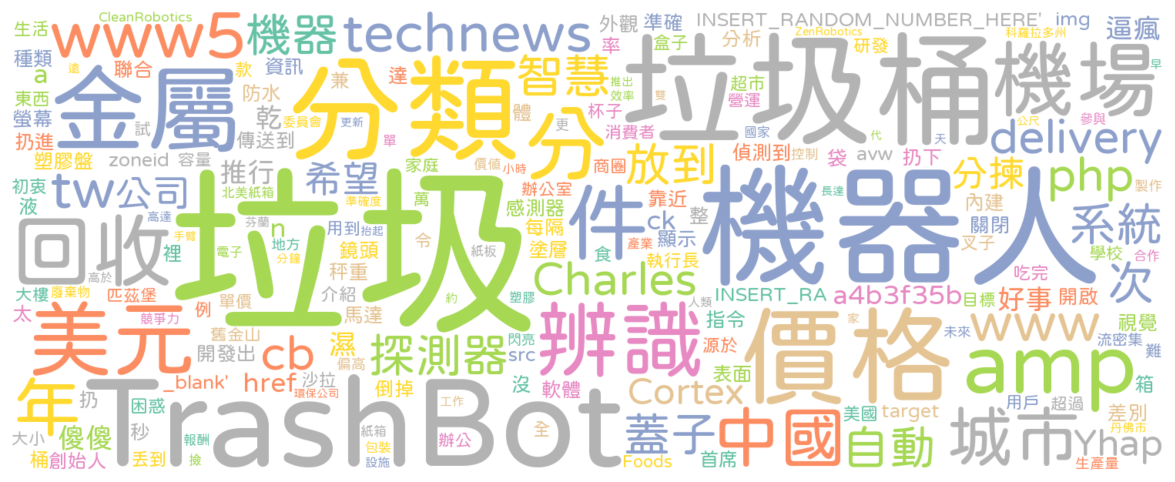 CleanRobotics
生活 www5 機器 technews 外觀 準確 INSERT_RANDOM_NUMBER_HERE' img 逼瘋
種類 聯合 款 資訊 兼 達 智慧 率 盒子 分析 ZenRobotics 研發 科羅拉多州
a 遠 金屬 分類 推出 效率 雙 垃圾桶 機場 早
東西 防水 體 杯子 超市 營運
螢幕 委員會 更新 試 乾 單 分 更 消費者 國家 代 公尺 參與
扔進 傳送到 天 delivery
塑膠盤 zoneid 容量 推行 家庭 價值 小時 放到 商圈 偵測到 控制 袋 avw 扔下 分揀 php 製作
初衷 tw 公司 北美紙箱 希望 萬 準確度 辦公室 靠近 長達 內建
液 高達 n 感測器 件 ck 整 機器人 關閉 系統
回收 手臂 芬蘭 用到 抬起 每隔 產業 顯示 叉子 學校 合作
裡 電子 地方 鏡頭 令 紙板 塗層 食 執行長 次
高於 垃圾 分鐘 秤重 吃完
大樓 廢棄物 匹茲堡 單價 介紹 約 塑膠 Charles 人類 INSERT_RA a4b3f35b 目標 好事 開啟
太 競爭力 例 馬達 辨識 指令 家 www 視覺
美元 舊金山 濕 探測器 閃亮 源於 價格 未來 流密集 難
開發出 cb 偏高 src 表面 amp 箱
_blank' href 沙拉 倒掉 沒 軟體 Cortex
年 環保公司 工作 用戶 超過
扔 困惑 TrashBot 美國 target 差別
大小 傻傻 秒 報酬 紙箱 辦公 全 蓋子 中國 自動 城市 Yhap 丹佛市
桶 創始人 丟到 撿 包裝 設施 Foods 首席 生產量